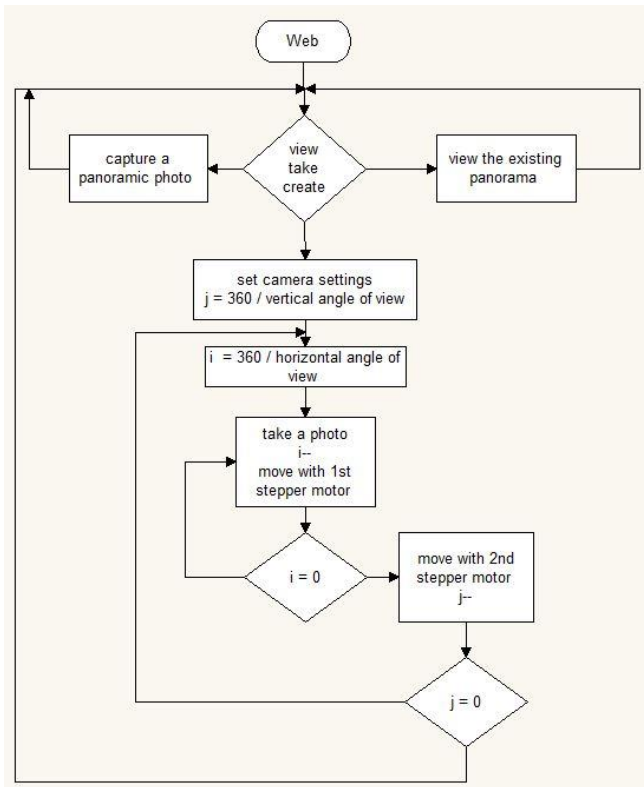 Web
view
take
create
capture a
panoramic photo
view the existing
panorama
set camera settings
j = 360 / vertical angle of view
i = 360 / horizontal angle of
view
take a photo
i--
move with 1st
stepper motor
i = 0
move with 2nd
stepper motor
j--
j = 0